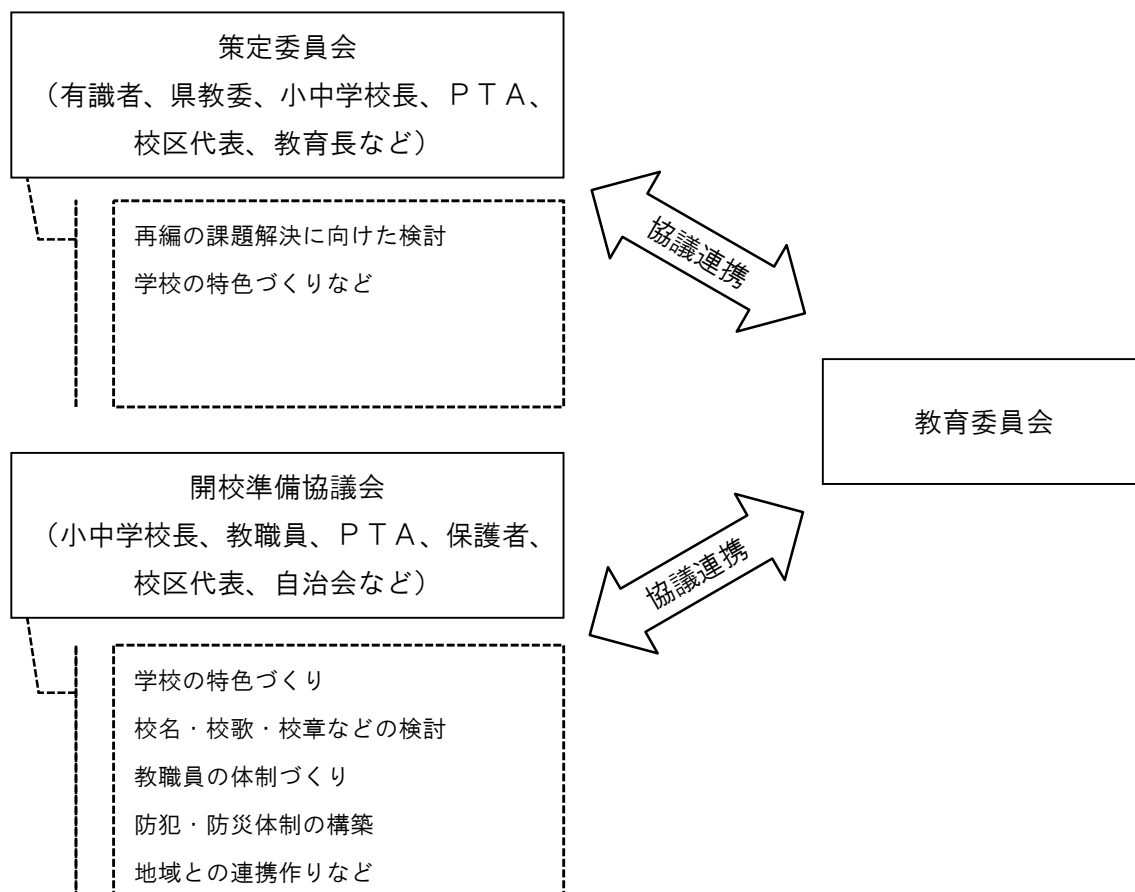 策定委員会
（有識者、県教委、小中学校長、ＰＴＡ、
校区代表、教育長など）
再編の課題解決に向けた検討
学校の特色づくりなど
協議連携
教育委員会
開校準備協議会
（小中学校長、教職員、ＰＴＡ、保護者、
校区代表、自治会など）
協議連携
学校の特色づくり
校名・校歌・校章などの検討
教職員の体制づくり
防犯・防災体制の構築
地域との連携作りなど